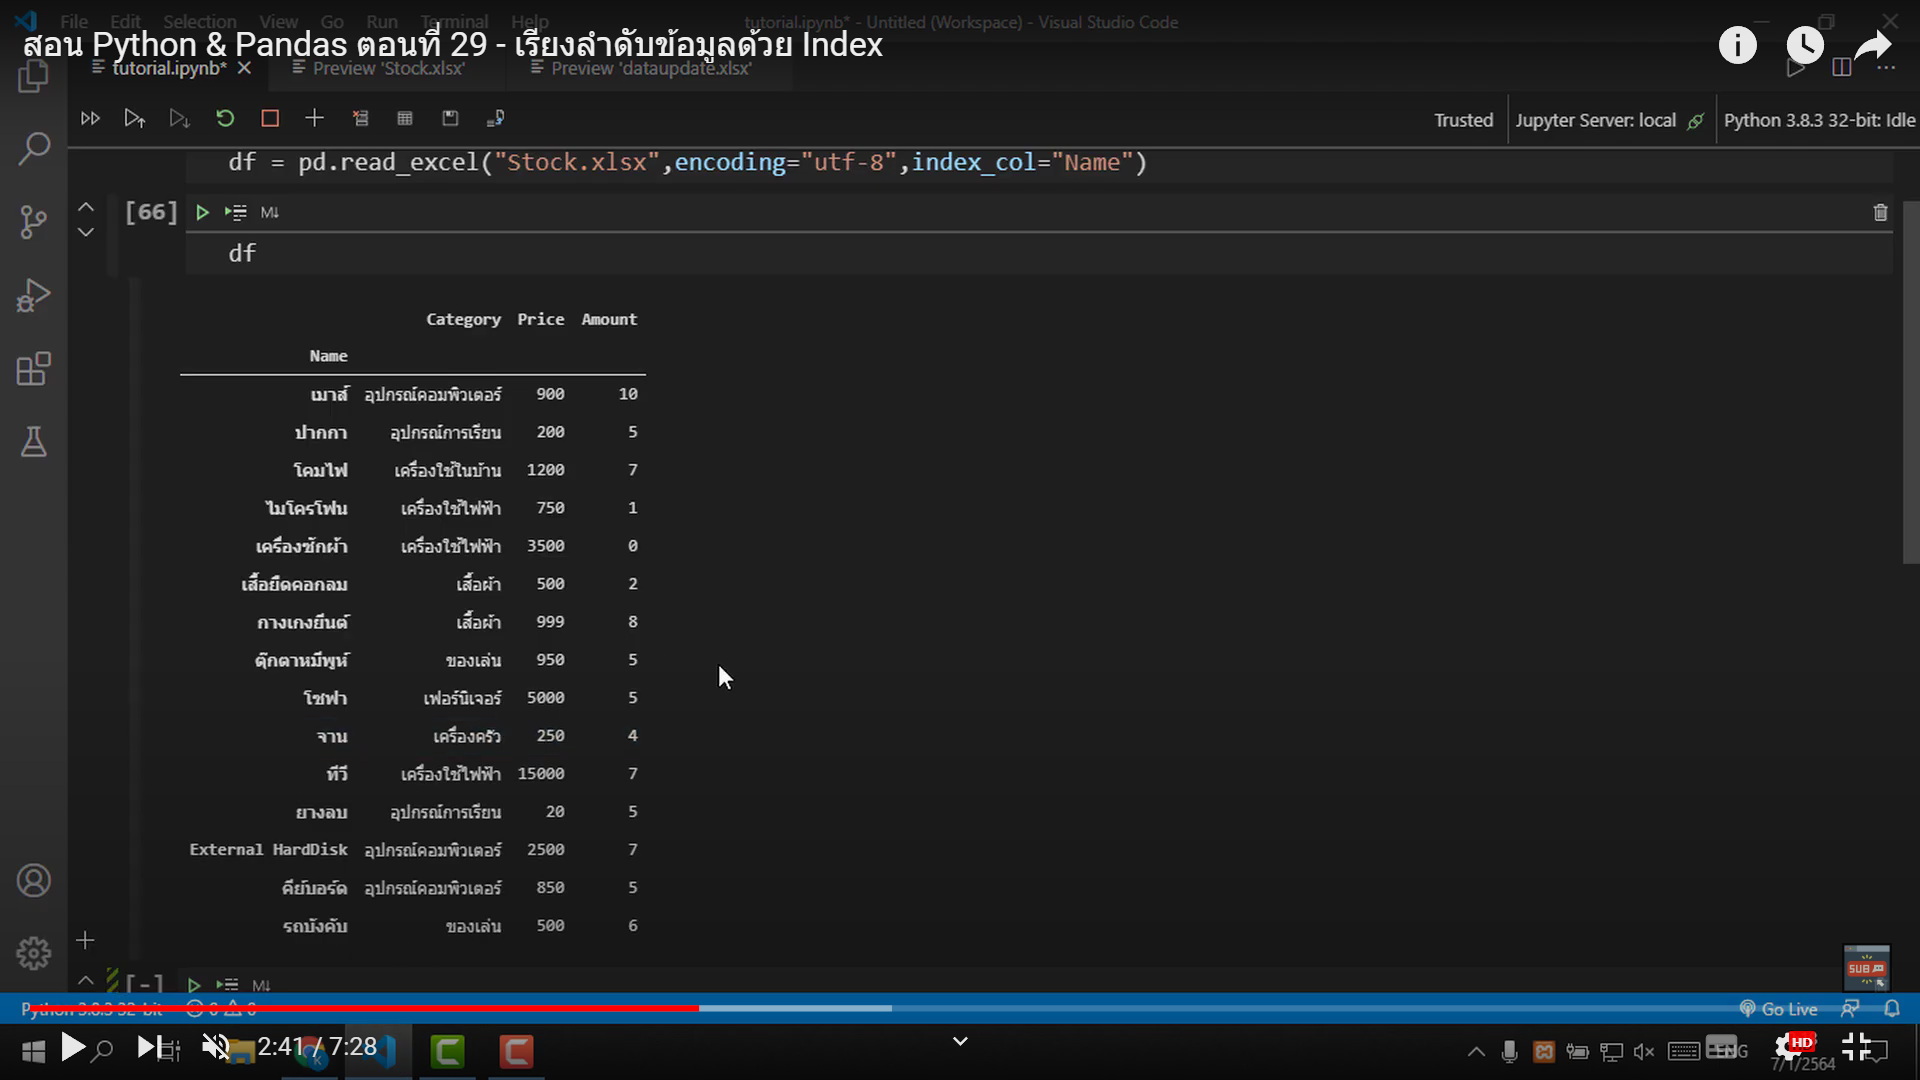 File Edit Selection View Go Run Terminal Help tutorial.ipynb* - Untitled (Workspace) - Visual Studio Code
สอน Python & Pandas ตอนที่ 29 - เรียงลำดับข้อมูลด้วย Index
tutorial.ipynb* Preview 'Stock.xlsx' Preview 'dataupdate.xlsx'
Trusted Jupyter Server: local Python 3.8.3 32-bit: Idle
df = pd.read_excel("Stock.xlsx",encoding="utf-8",index_col="Name")
[66] M↓
df
Category Price Amount
Name
เมาส์ อุปกรณ์คอมพิวเตอร์ 900 10
ปากกา อุปกรณ์การเรียน 200 5
โคมไฟ เครื่องใช้ในบ้าน 1200 7
ไมโครโฟน เครื่องใช้ไฟฟ้า 750 1
เครื่องซักผ้า เครื่องใช้ไฟฟ้า 3500 0
เสื้อยืดคอกลม เสื้อผ้า 500 2
กางเกงยีนต์ เสื้อผ้า 999 8
ตุ๊กตาหมีพูห์ ของเล่น 950 5
โซฟา เฟอร์นิเจอร์ 5000 5
จาน เครื่องครัว 250 4
ทีวี เครื่องใช้ไฟฟ้า 15000 7
ยางลบ อุปกรณ์การเรียน 20 5
External HardDisk อุปกรณ์คอมพิวเตอร์ 2500 7
คีย์บอร์ด อุปกรณ์คอมพิวเตอร์ 850 5
รถบังคับ ของเล่น 500 6
[-] M↓
SUB
Python 3.8.3 32-bit 0 0 Go Live
2:41 / 7:28 ENG HD
7/1/2564